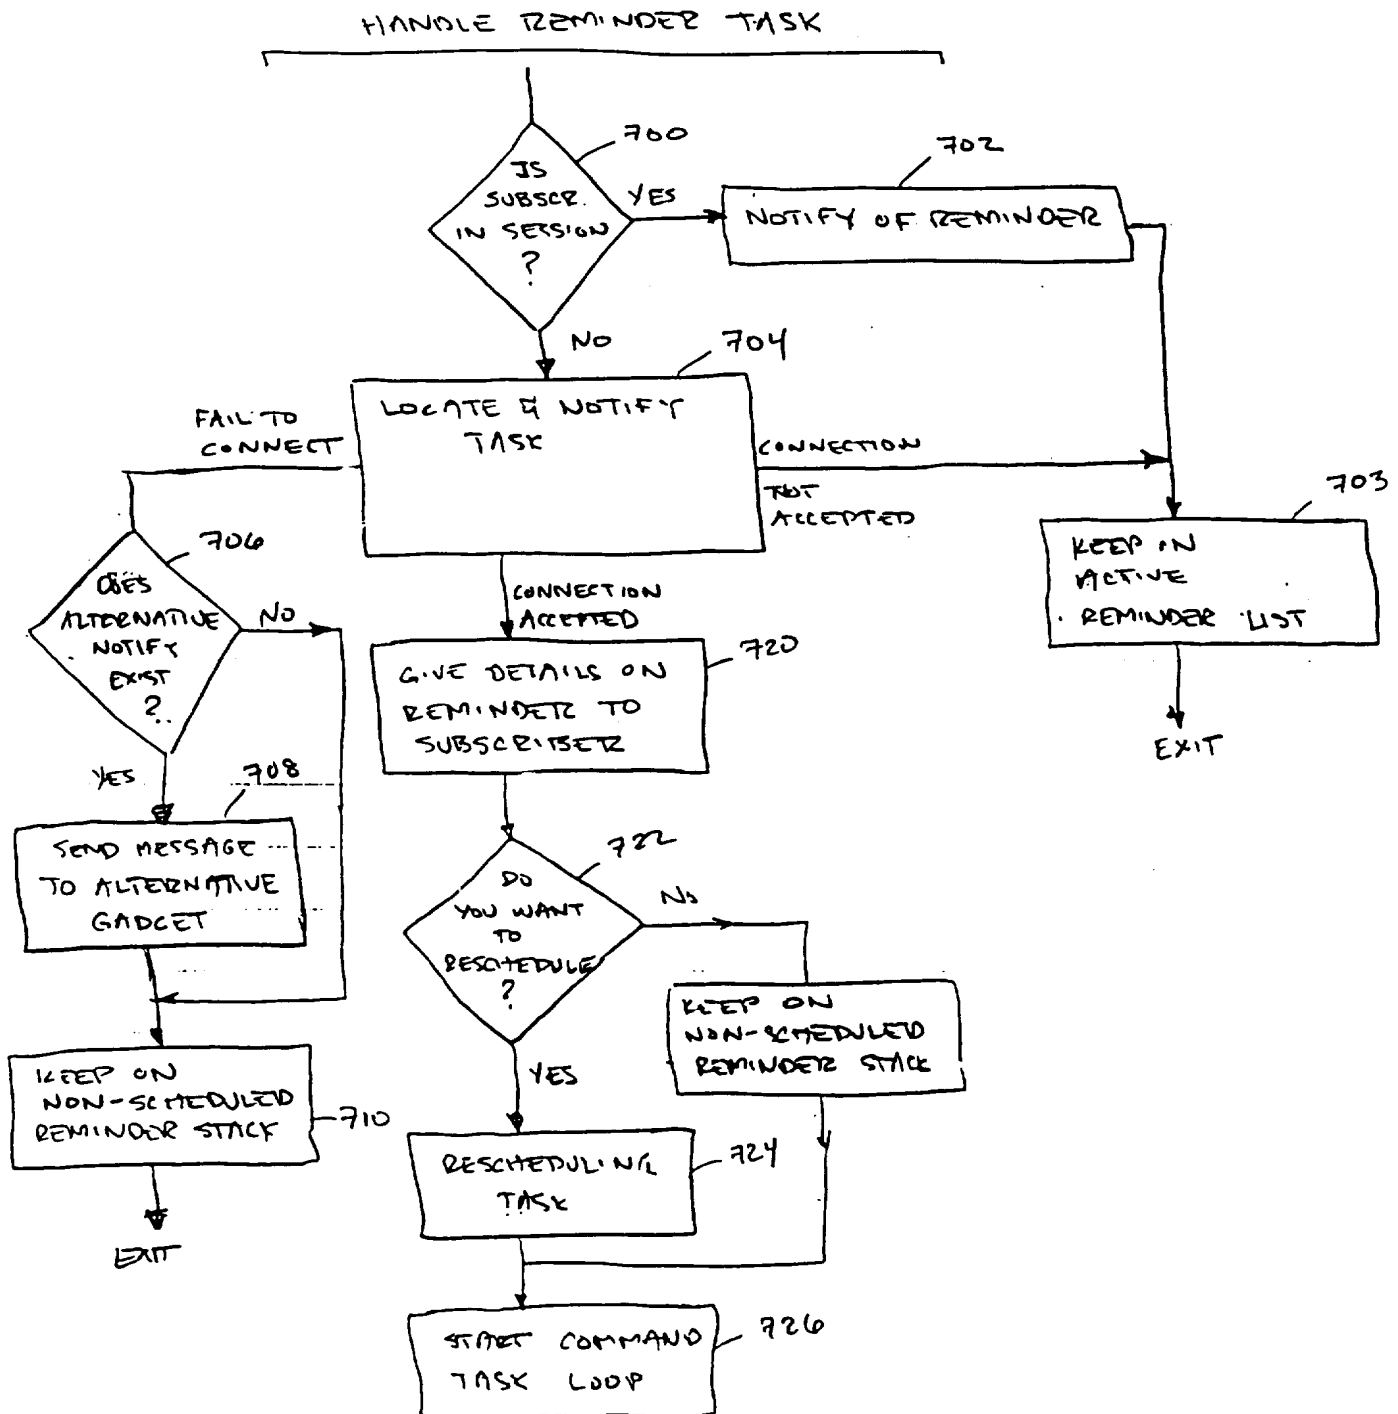 HANDLE REMINDER TASK
700
IS
SUBSCR.
IN SESSION
?
YES
702
NOTIFY OF REMINDER
NO
704
LOCATE & NOTIFY
TASK
FAIL TO
CONNECT
CONNECTION
NOT
ACCEPTED
703
KEEP ON
ACTIVE
REMINDER LIST
EXIT
706
DOES
ALTERNATIVE
NOTIFY
EXIST
?
NO
YES
CONNECTION
ACCEPTED
720
GIVE DETAILS ON
REMINDER TO
SUBSCRIBER
708
SEND MESSAGE
TO ALTERNATIVE
GADGET
722
DO
YOU WANT
TO
RESCHEDULE
?
NO
YES
KEEP ON
NON-SCHEDULED
REMINDER STACK
KEEP ON
NON-SCHEDULED
REMINDER STACK
710
EXIT
724
RESCHEDULING
TASK
726
START COMMAND
TASK LOOP